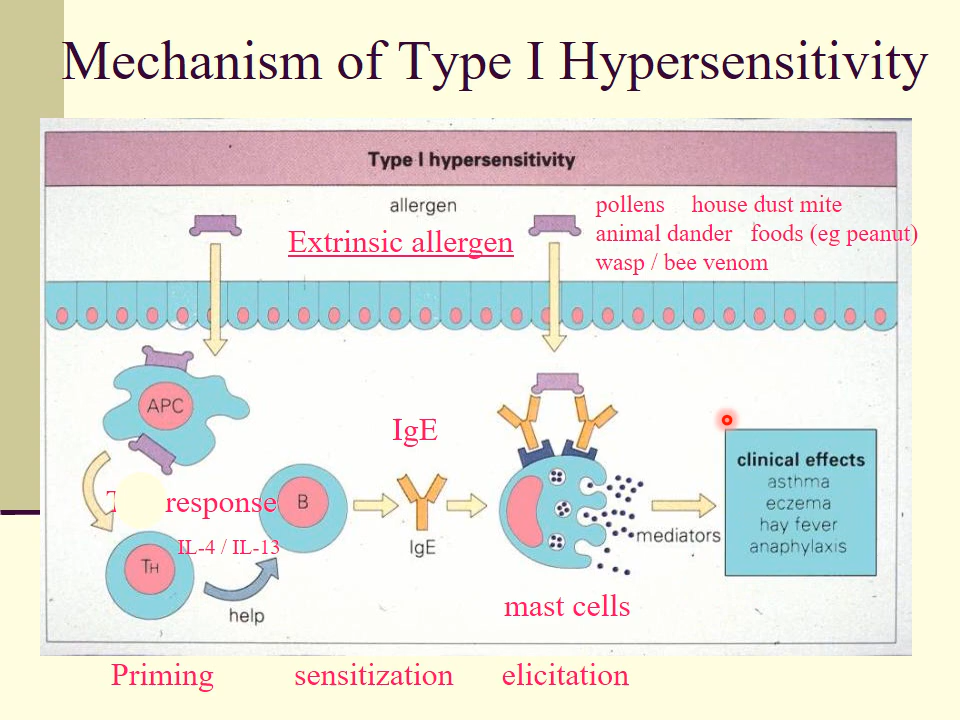 Mechanism of Type I Hypersensitivity
Type I hypersensitivity
allergen
Extrinsic allergen
pollens house dust mite
animal dander foods (eg peanut)
wasp / bee venom
APC
IgE
clinical effects
asthma
eczema
hay fever
anaphylaxis
response
B
IL-4 / IL-13
IgE
mediators
TH
help
mast cells
Priming sensitization elicitation